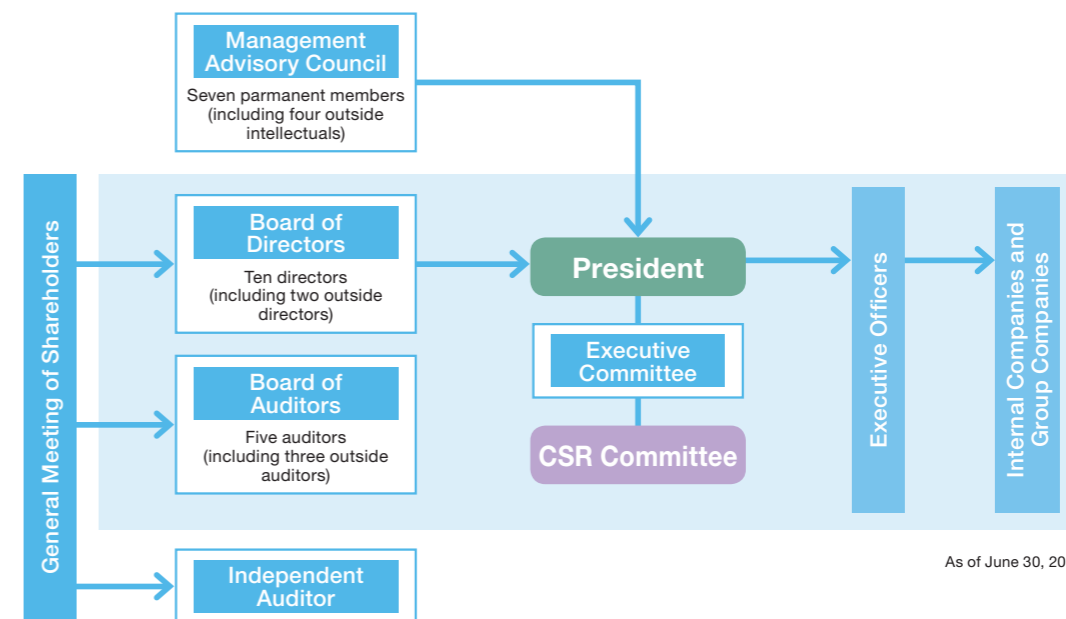 Management
Advisory Council
Seven parmanent members
(including four outside
intellectuals)
General Meeting of Shareholders
Board of
Directors
Ten directors
(including two outside
directors)
President
Executive
Committee
CSR Committee
Executive Officers
Internal Companies and
Group Companies
Board of
Auditors
Five auditors
(including three outside
auditors)
As of June 30, 20
Independent
Auditor